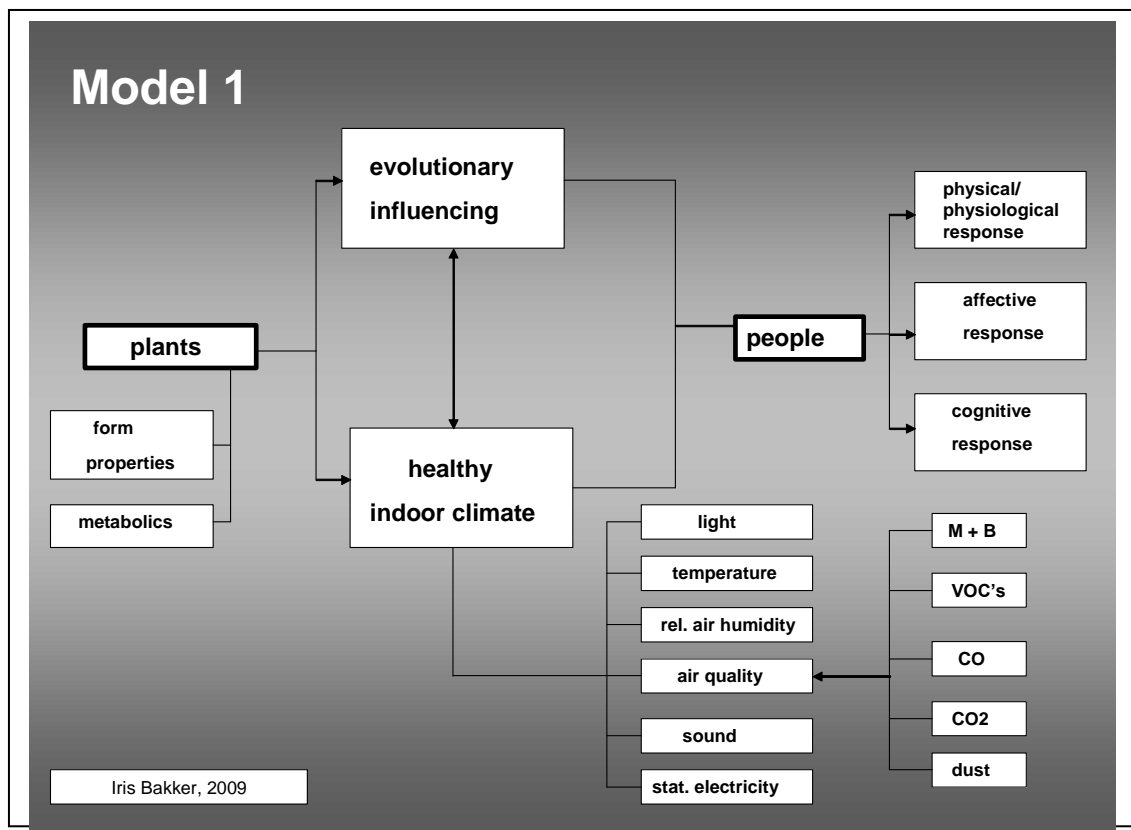 Model 1
evolutionary
influencing
physical/
physiological
response
affective
response
plants
people
form
properties
cognitive
response
healthy
indoor climate
metabolics
light
M + B
temperature
VOC's
rel. air humidity
CO
air quality
CO2
sound
dust
stat. electricity
Iris Bakker, 2009